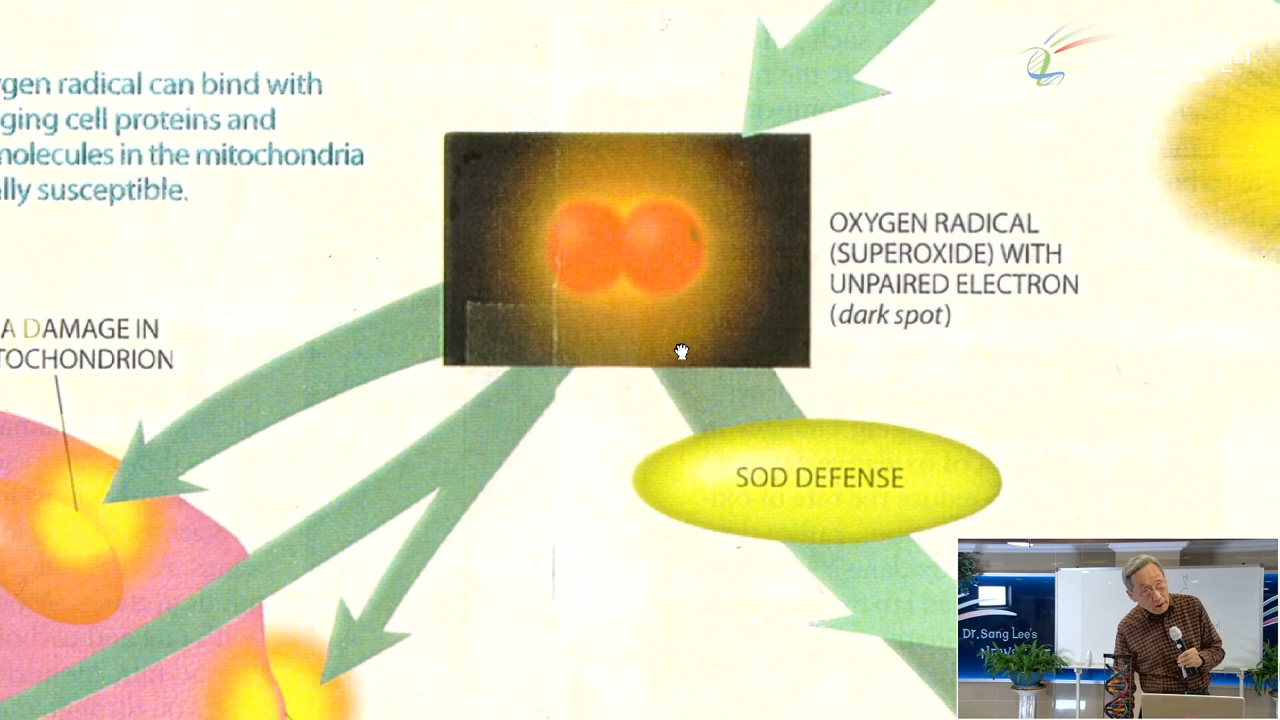 ygen radical can bind with
ging cell proteins and
molecules in the mitochondria
lly susceptible.
OXYGEN RADICAL
(SUPEROXIDE) WITH
UNPAIRED ELECTRON
(dark spot)
A DAMAGE IN
TOCHONDRION
SOD DEFENSE
Dr. Sang Lee's